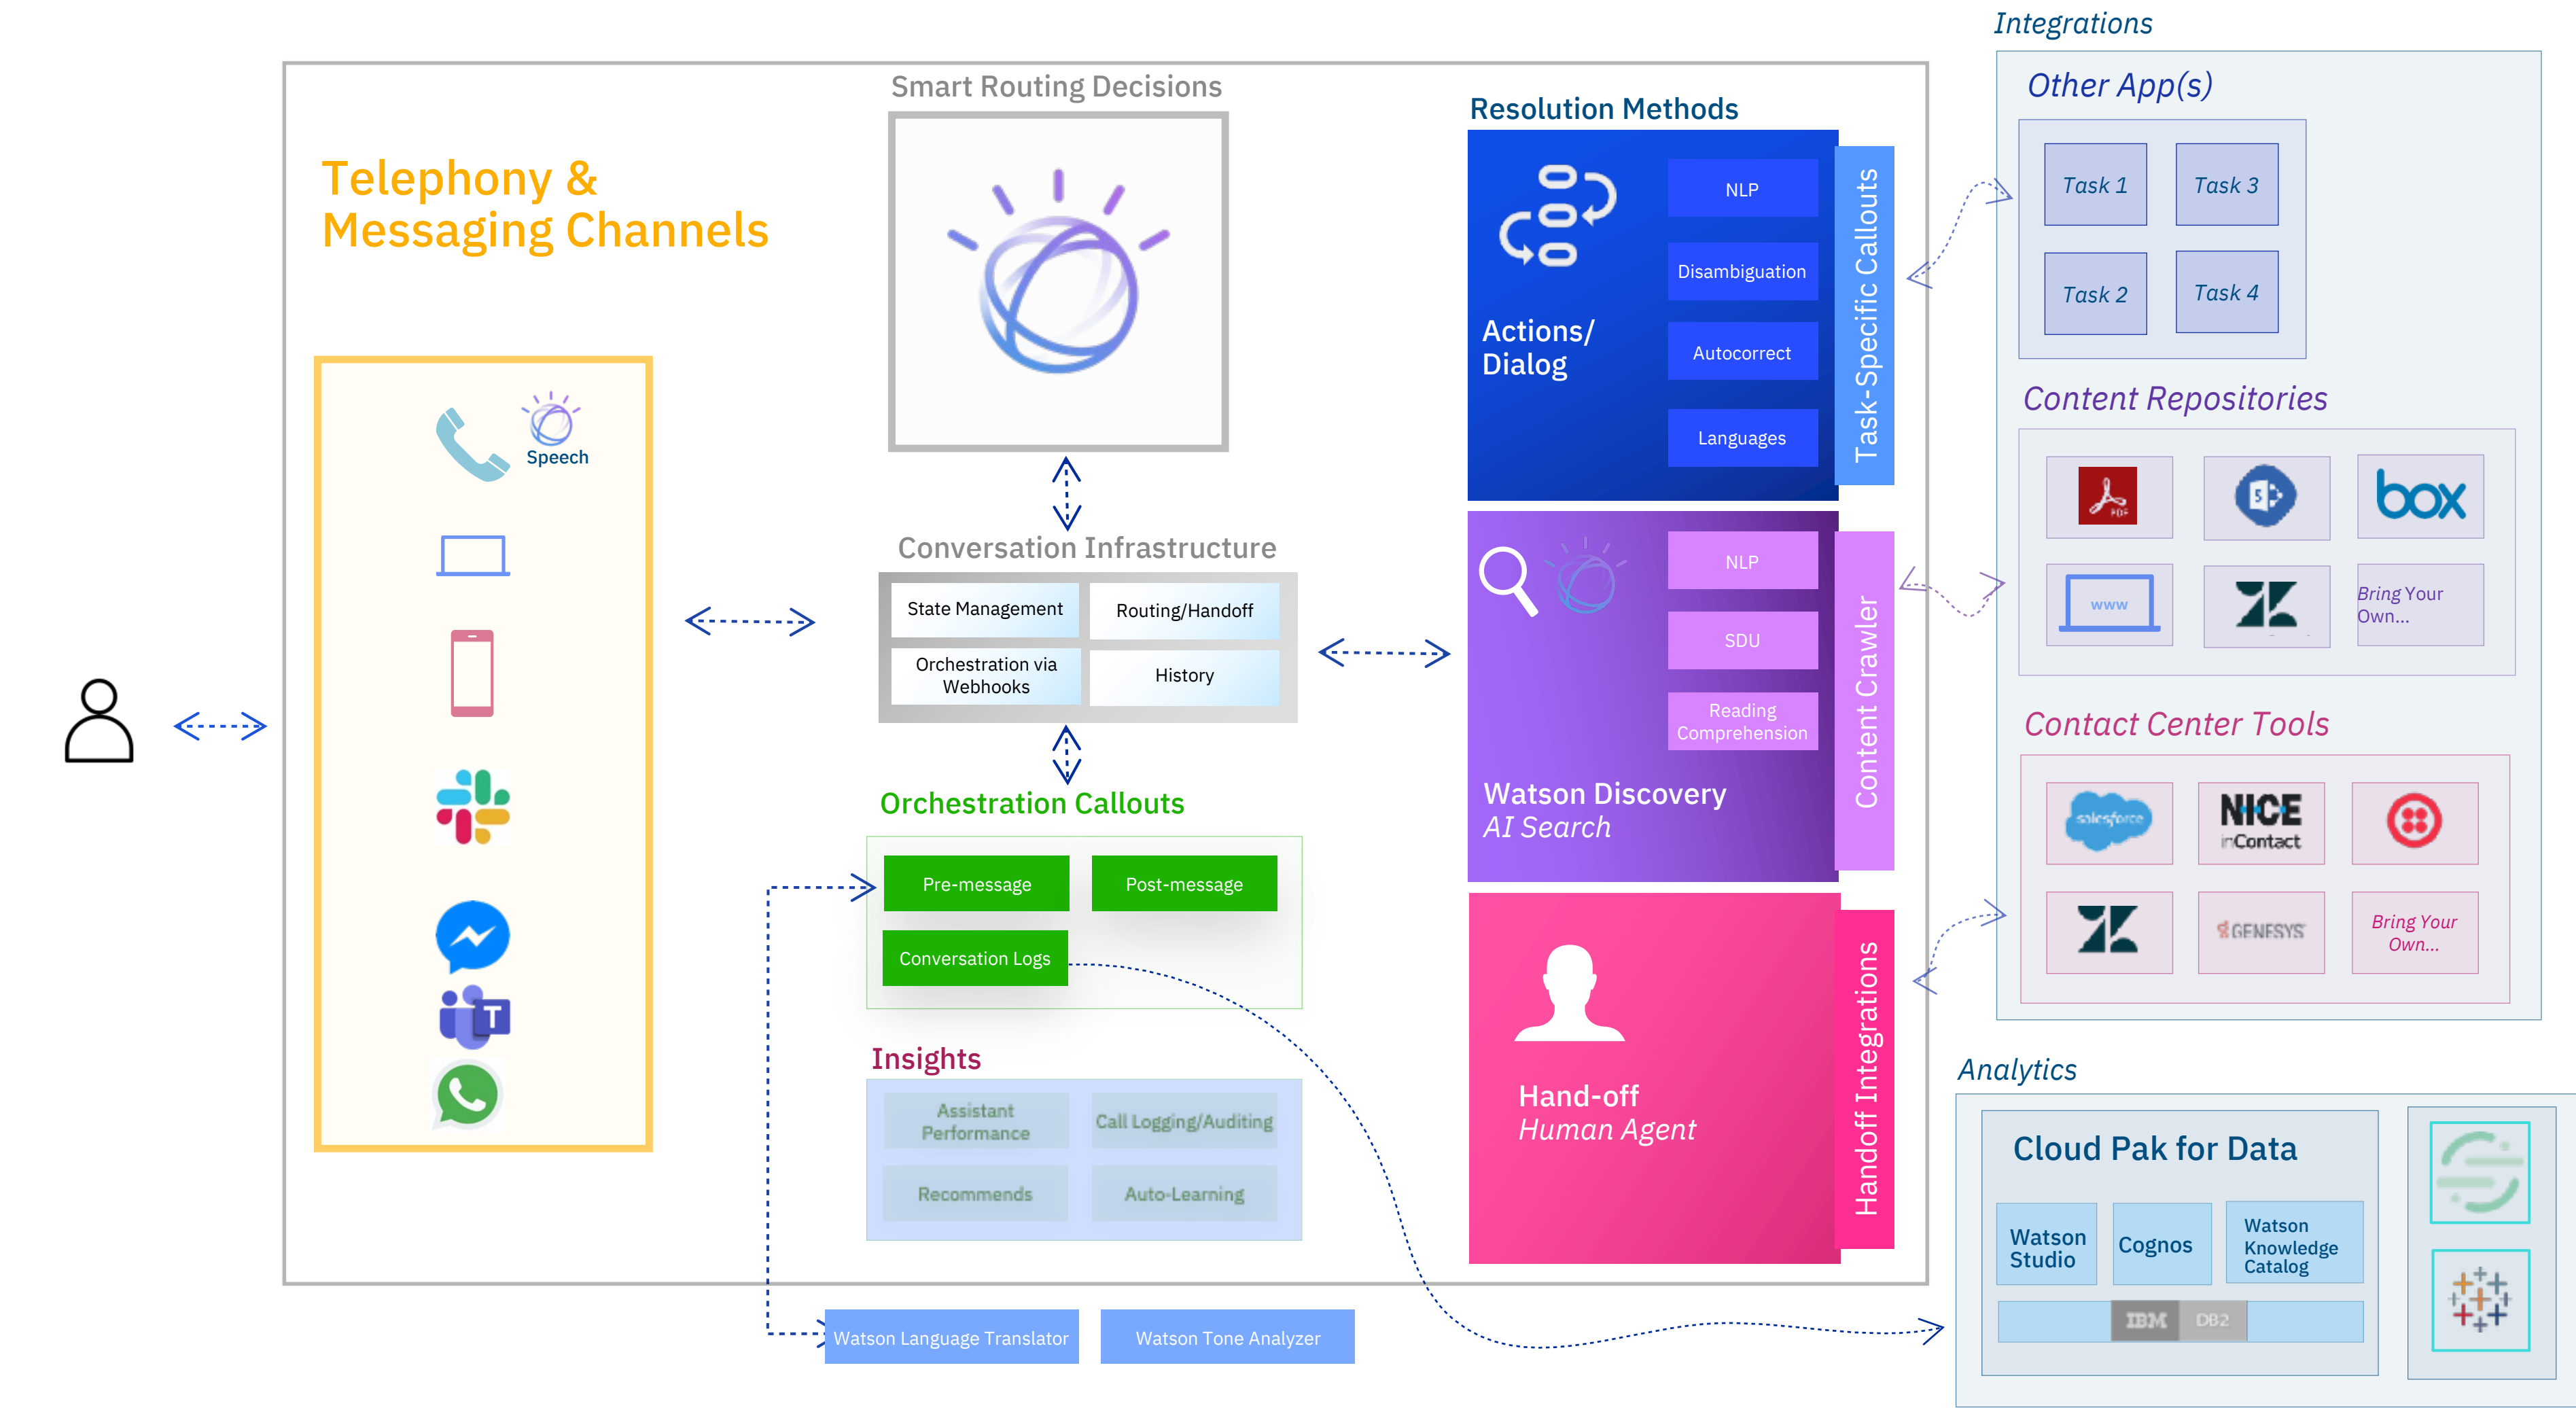 Smart Routing Decisions
Telephony &
Messaging Channels
Speech
Conversation Infrastructure
State Management
Routing/Handoff
Orchestration via
Webhooks
History
Orchestration Callouts
Pre-message
Post-message
Conversation Logs
Insights
Assistant
Performance
Call Logging/Auditing
Recommends
Auto-Learning
Watson Language Translator
Watson Tone Analyzer
Resolution Methods
Actions/
Dialog
NLP
Disambiguation
Autocorrect
Languages
Task-Specific Callouts
NLP
SDU
Reading
Comprehension
Watson Discovery
AI Search
Content Crawler
Hand-off
Human Agent
Handoff Integrations
Integrations
Other App(s)
Task 1
Task 3
Task 2
Task 4
Content Repositories
PDF
S
box
www
Bring Your
Own...
Contact Center Tools
salesforce
NICE
inContact
GENESYS
Bring Your
Own...
Analytics
Cloud Pak for Data
Watson
Studio
Cognos
Watson
Knowledge
Catalog
IBM
DB2
T